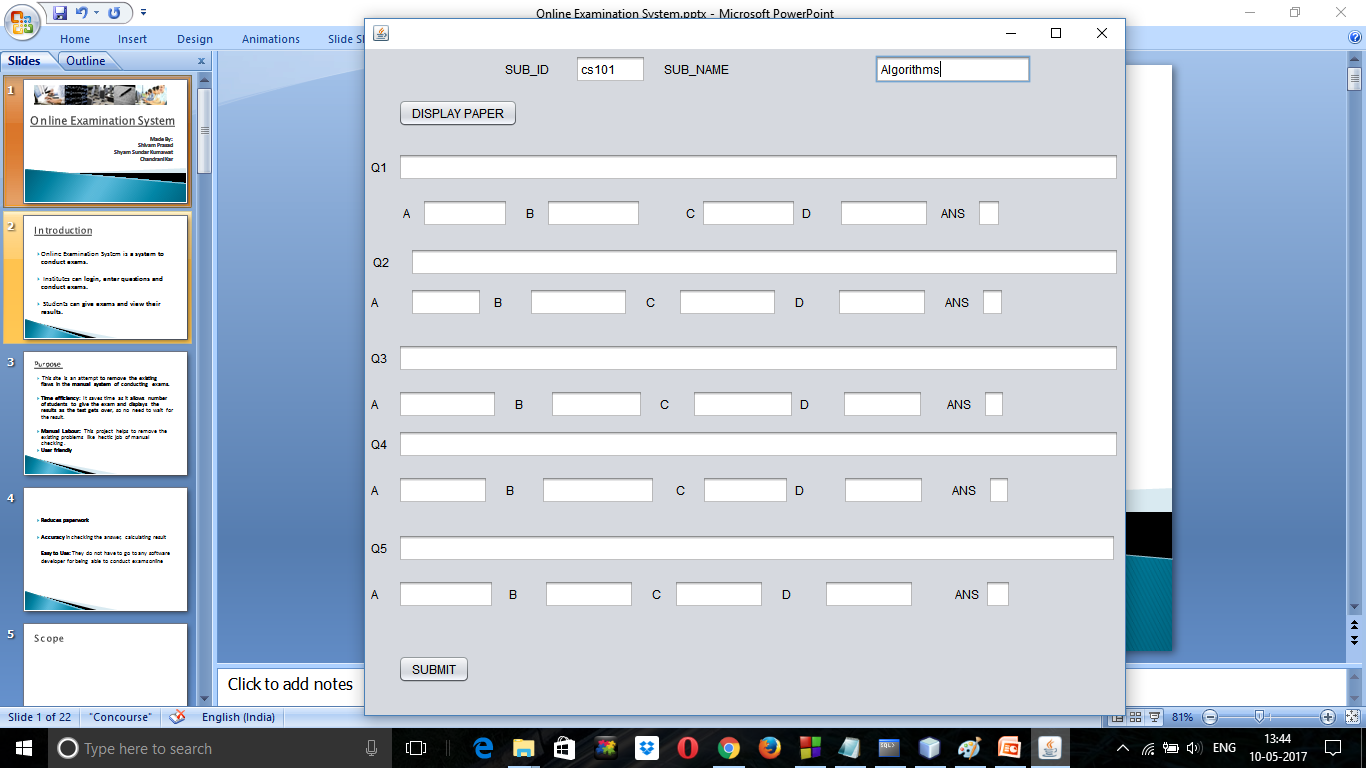 Online Examination System.pptx - Microsoft PowerPoint
Home Insert Design Animations Slide S
Slides Outline x
SUB_ID cs101 SUB_NAME Algorithms
DISPLAY PAPER
Q1
A B C D ANS
Q2
A B C D ANS
Q3
A B C D ANS
Q4
A B C D ANS
Q5
A B C D ANS
SUBMIT
1
Online Examination System
Made By:
Shivam Prasad
Shyam Sundar Kumawat
Chandrani Kar
2
Introduction
Online Examination System is a system to
conduct exams.
Institutes can login, enter questions and
conduct exams.
Students can give exams and view their
results.
3
Purpose
This site is an attempt to remove the existing
flaws in the manual system of conducting exams.
Time efficiency: It saves time as it allows number
of students to give the exam and displays the
results as the test gets over, so no need to wait for
the result.
Manual Labour: This project helps to remove the
existing problems like hectic job of manual
checking.
User friendly
4
Reduces paperwork
Accuracy in checking the answer, calculating result
Easy to Use: They do not have to go to any software
developer for being able to conduct exams online
5
Scope
Click to add notes
Slide 1 of 22 "Concourse" English (India) 81%
Type here to search
SQL>
ENG
13:44
10-05-2017